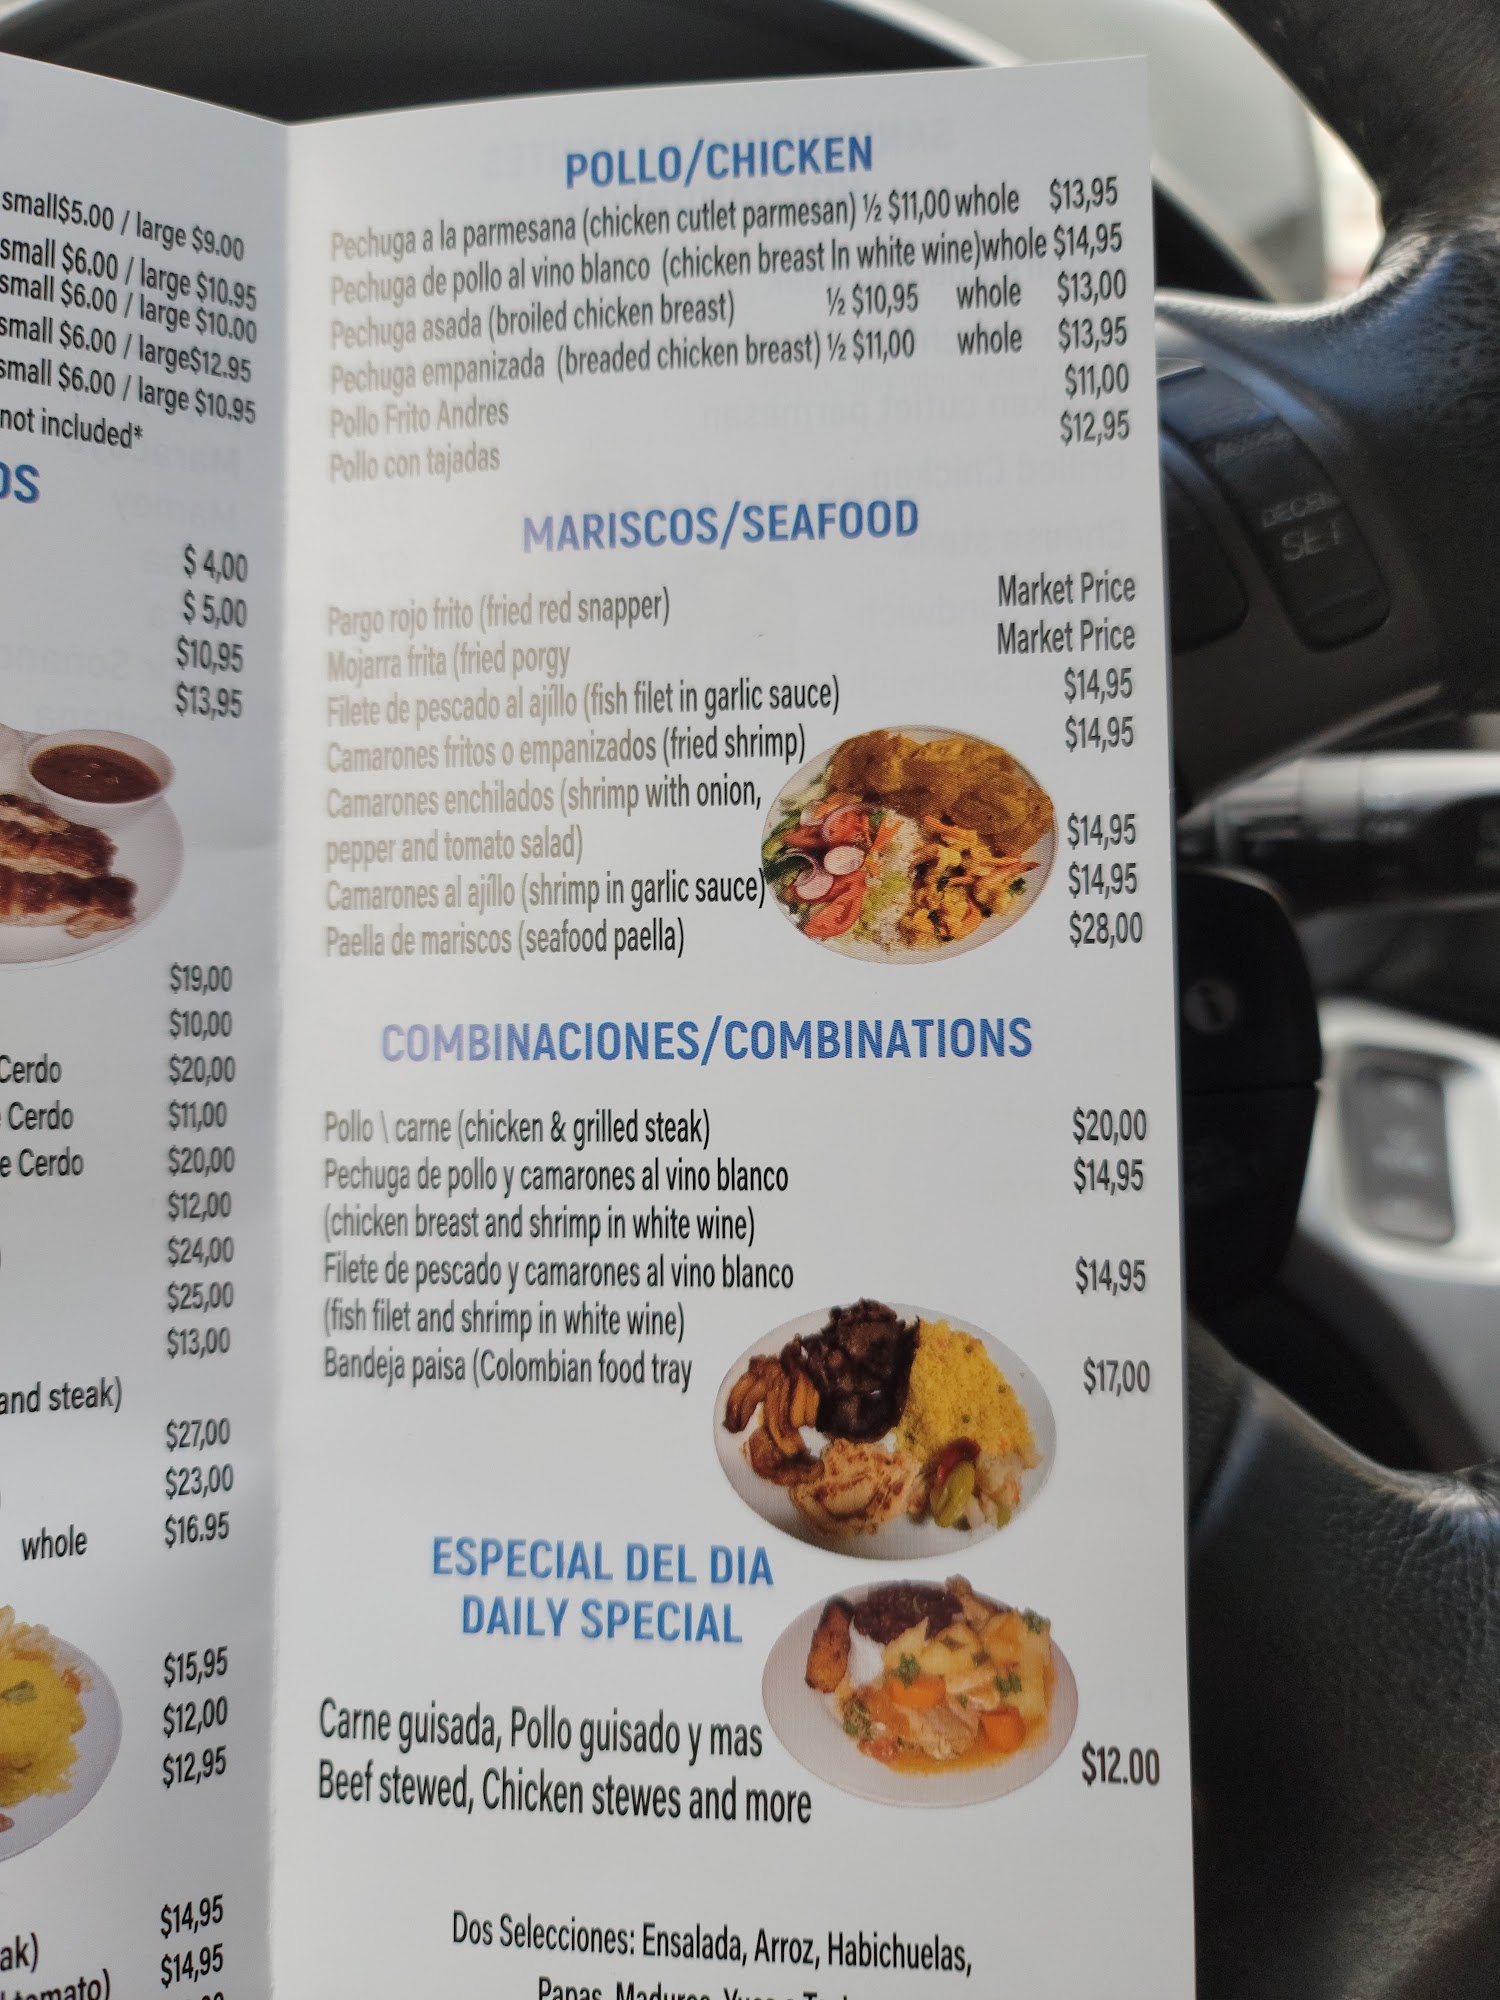 small$5.00 / large $9.00
small $6.00 / large $10.95
small $6.00 / large $10.00
small $6.00 / large$12.95
small $6.00 / large $10.95
not included*
OS
$ 4,00
$ 5,00
$10,95
$13,95
$19,00
$10,00
Cerdo $20,00
Cerdo $11,00
e Cerdo $20,00
$12,00
$24,00
$25,00
$13,00
and steak)
$27,00
$23,00
whole $16.95
$15,95
$12,00
$12,95
$14,95
ak) $14,95
tomato)
POLLO/CHICKEN
Pechuga a la parmesana (chicken cutlet parmesan) ½ $11,00 whole $13,95
Pechuga de pollo al vino blanco (chicken breast In white wine)whole $14,95
Pechuga asada (broiled chicken breast) ½ $10,95 whole $13,00
Pechuga empanizada (breaded chicken breast) ½ $11,00 whole $13,95
Pollo Frito Andres $11,00
Pollo con tajadas $12,95
MARISCOS/SEAFOOD
Pargo rojo frito (fried red snapper) Market Price
Mojarra frita (fried porgy Market Price
Filete de pescado al ajillo (fish filet in garlic sauce) $14,95
Camarones fritos o empanizados (fried shrimp) $14,95
Camarones enchilados (shrimp with onion,
pepper and tomato salad) $14,95
Camarones al ajillo (shrimp in garlic sauce) $14,95
Paella de mariscos (seafood paella) $28,00
COMBINACIONES/COMBINATIONS
Pollo \ carne (chicken & grilled steak) $20,00
Pechuga de pollo y camarones al vino blanco $14,95
(chicken breast and shrimp in white wine)
Filete de pescado y camarones al vino blanco $14,95
(fish filet and shrimp in white wine)
Bandeja paisa (Colombian food tray $17,00
ESPECIAL DEL DIA
DAILY SPECIAL
Carne guisada, Pollo guisado y mas
Beef stewed, Chicken stewes and more $12.00
Dos Selecciones: Ensalada, Arroz, Habichuelas,
Papas, Maduros, Yuca
SET